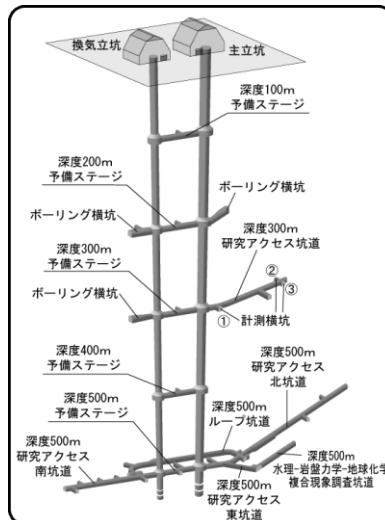 換気立坑
主立坑
深度100m
予備ステージ
深度200m
予備ステージ
ボーリング横坑
ボーリング横坑
深度300m
研究アクセス坑道
深度300m
予備ステージ
②
③
ボーリング横坑
①
計測横坑
深度400m
予備ステージ
深度500m
研究アクセス
北坑道
深度500m
予備ステージ
深度500m
ループ坑道
深度500m
研究アクセス
南坑道
深度500m
水理-岩盤力学-地球化学
複合現象調査坑道
深度500m
研究アクセス
東坑道